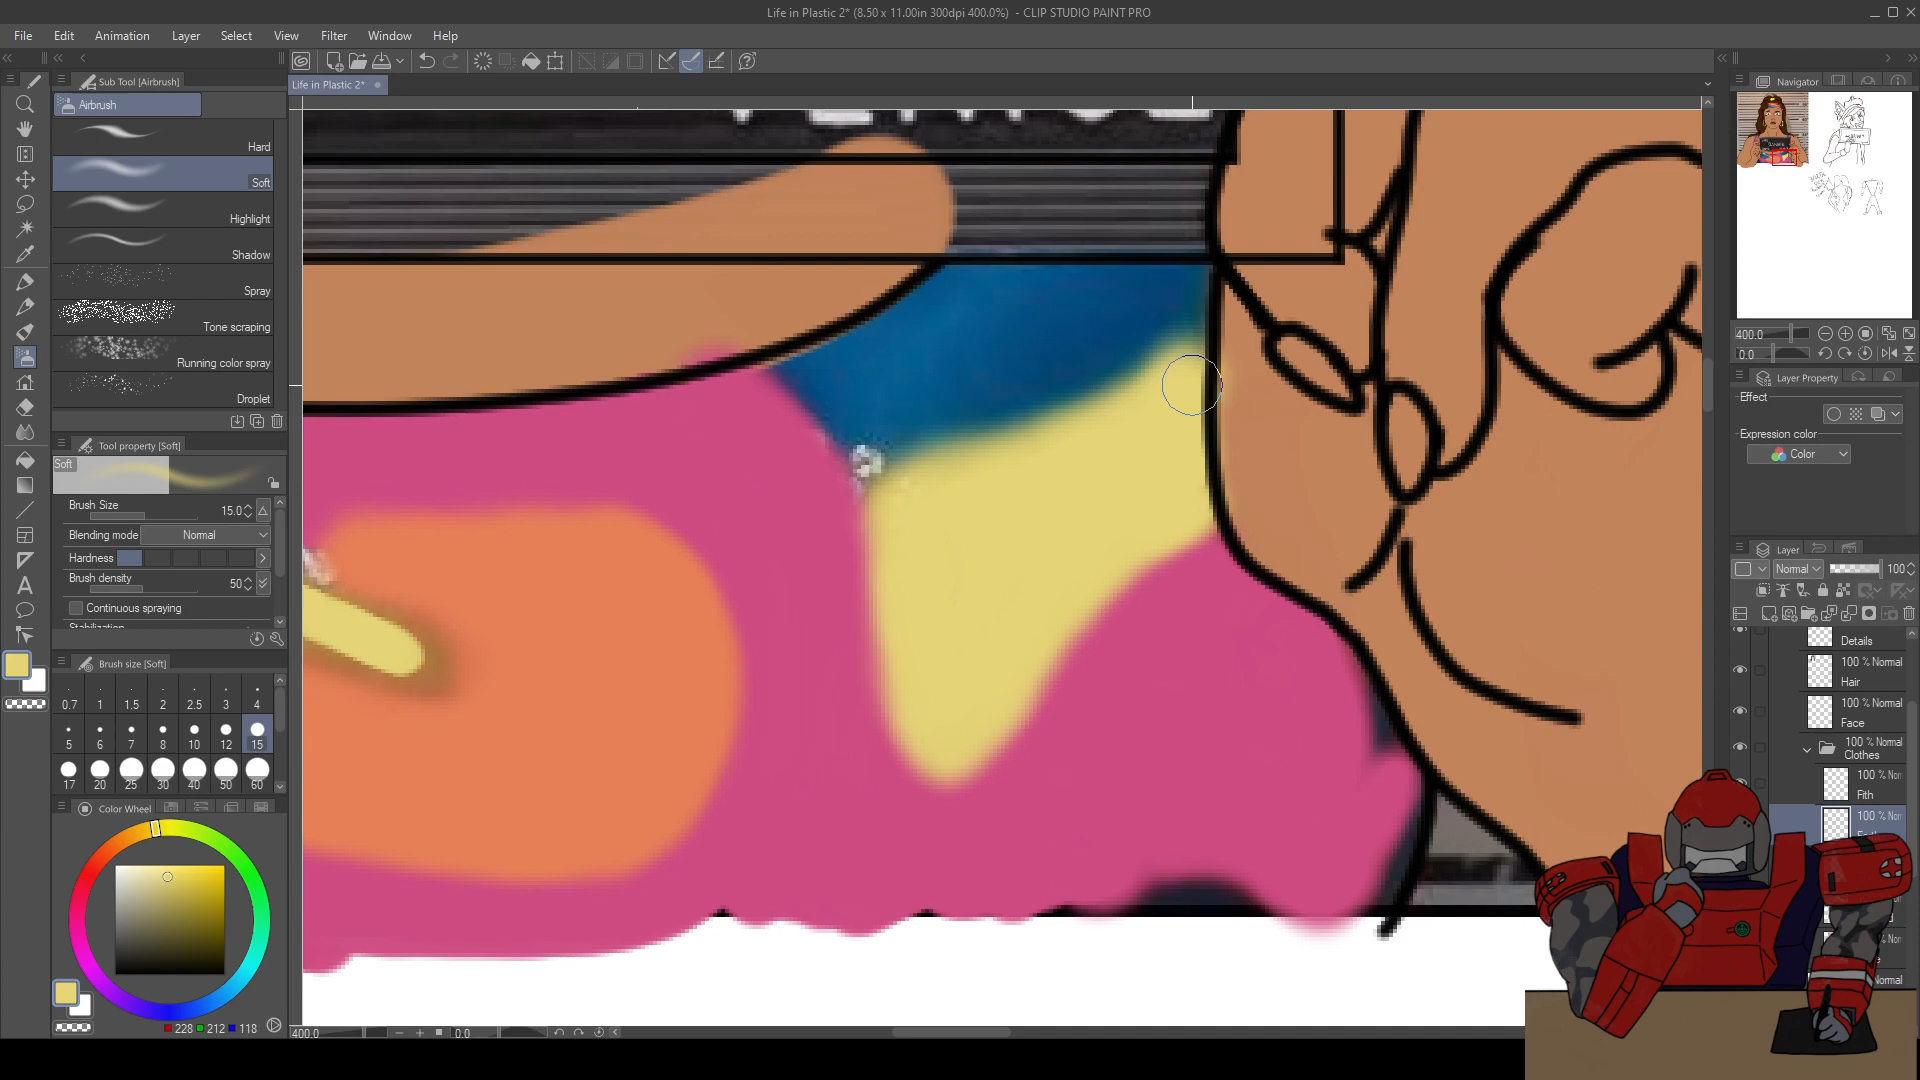 Life in Plastic 2* (8.50 x 11.00in 300dpi 400.0%) - CLIP STUDIO PAINT PRO
File Edit Animation Layer Select View Filter Window Help
Sub Tool [Airbrush]
Life in Plastic 2*
Navigator
Airbrush
Hard
Soft
Highlight
Shadow
Spray
Tone scraping
Running color spray
Droplet
Tool property [Soft]
Soft
Brush Size 15.0
Blending mode Normal
Hardness
Brush density 50
Continuous spraying
Brush size [Soft]
0.7 1 1.5 2 2.5 3 4
5 6 7 8 10 12 15
17 20 25 30 40 50 60
Color Wheel
228 212 118
400.0 0.0
400.0
0.0
Layer Property
Effect
Expression color
Color
Layer
Normal 100
Details
100 % Normal
Hair
100 % Normal
Face
100 % Normal
Clothes
100 % Nor
Fith
100 % Nor